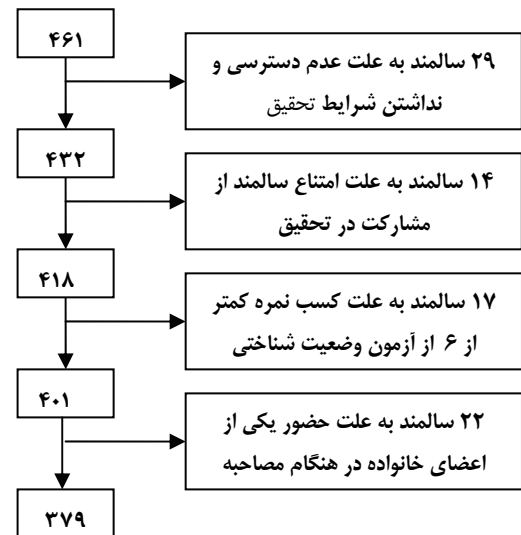 ۴۶۱
۲۹ سالمند به علت عدم دسترسی و
نداشتن شرایط تحقیق
۴۳۲
۱۴ سالمند به علت امتناع سالمند از
مشارکت در تحقیق
۴۱۸
۱۷ سالمند به علت کسب نمره کمتر
از ۶ از آزمون وضعیت شناختی
۴۰۱
۲۲ سالمند به علت حضور یکی از
اعضای خانواده در هنگام مصاحبه
۳۷۹